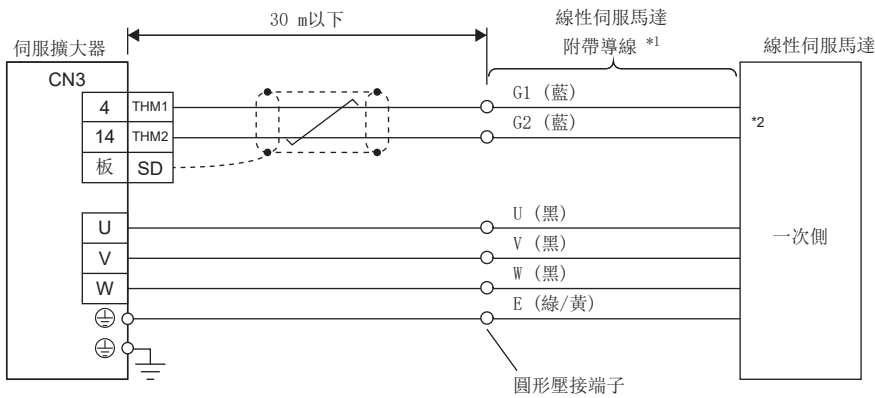 30 m以下
線性伺服馬達
附帶導線 *1
伺服擴大器
線性伺服馬達
CN3
4 THM1
G1 (藍)
14 THM2
G2 (藍)
*2
板 SD
U
U (黑)
V
V (黑)
W
W (黑)
E (綠/黃)
一次側
圓形壓接端子